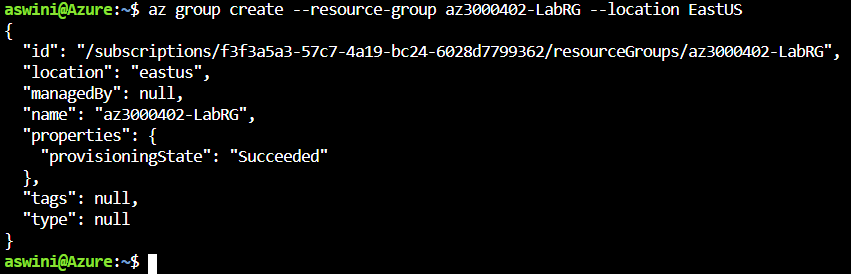 aswini@Azure:~$ az group create --resource-group az3000402-LabRG --location EastUS
{
  "id": "/subscriptions/f3f3a5a3-57c7-4a19-bc24-6028d7799362/resourceGroups/az3000402-LabRG",
  "location": "eastus",
  "managedBy": null,
  "name": "az3000402-LabRG",
  "properties": {
    "provisioningState": "Succeeded"
  },
  "tags": null,
  "type": null
}
aswini@Azure:~$